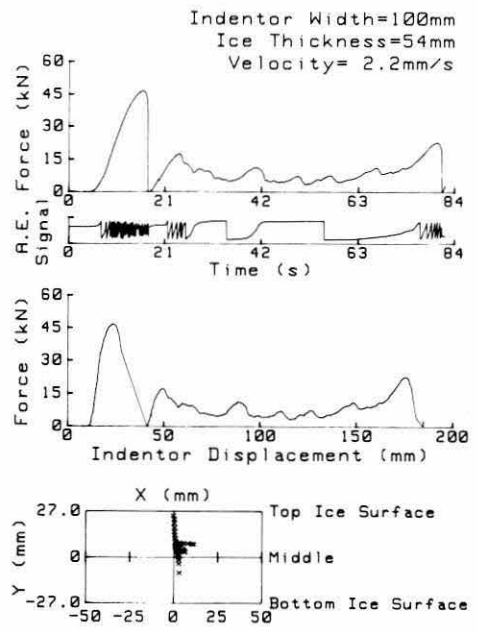 Indentor Width=100mm
Ice Thickness=54mm
Velocity= 2.2mm/s
Force (kN)
60
45
30
15
0
0 21 42 63 84
A.E. Signal
0 21 42 63 84
Time (s)
Force (kN)
60
45
30
15
0
0 50 100 150 200
Indentor Displacement (mm)
X (mm)
Y (mm)
27.0 Top Ice Surface
0 Middle
-27.0 Bottom Ice Surface
-50 -25 0 25 50